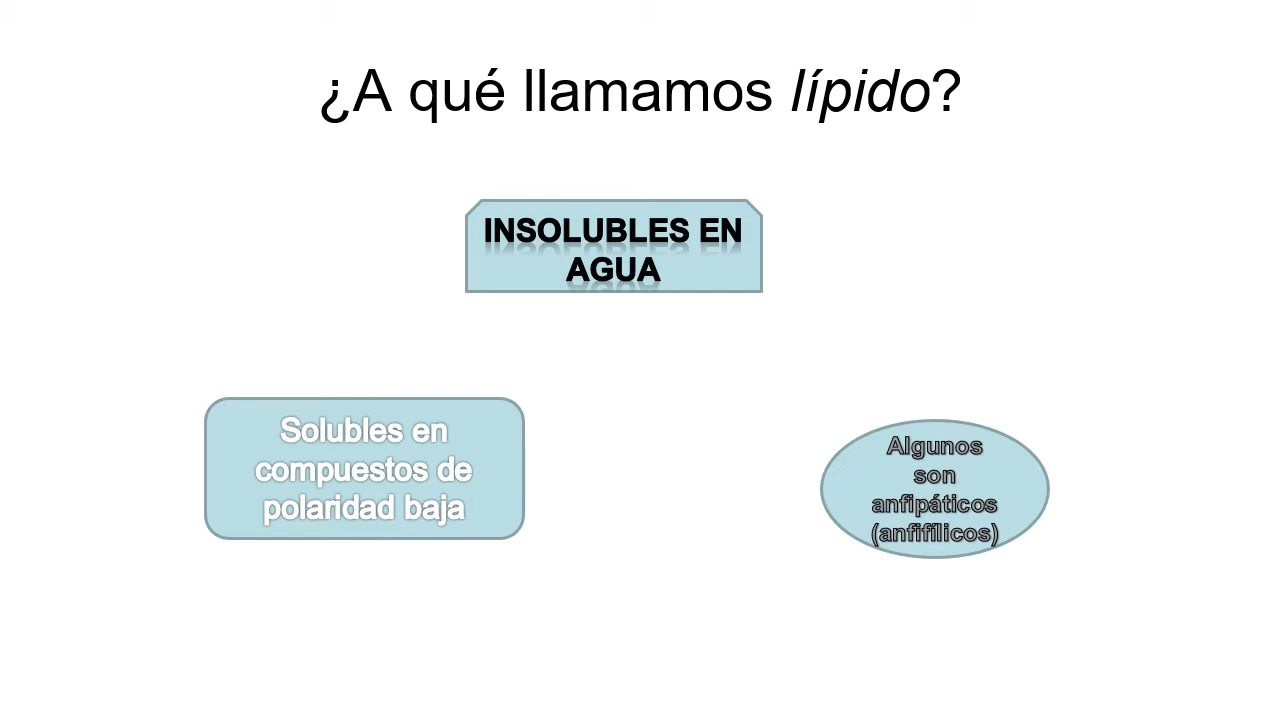 ¿A qué llamamos lípido?
INSOLUBLES EN
AGUA
Solubles en
compuestos de
polaridad baja
Algunos
son
anfipáticos
(anfifílicos)